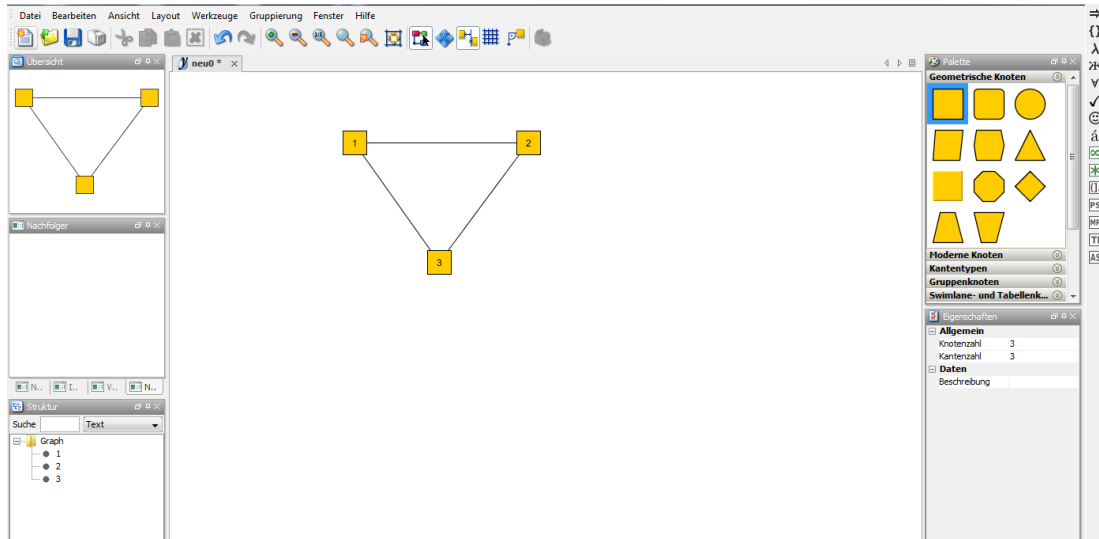 Datei Bearbeiten Ansicht Layout Werkzeuge Gruppierung Fenster Hilfe
Übersicht
neu0 *
1
2
3
Nachfolger
N.. I.. V.. N..
Struktur
Suche Text
Graph
1
2
3
Palette
Geometrische Knoten
Moderne Knoten
Kantentypen
Gruppenknoten
Swimlane- und Tabellenk...
Eigenschaften
Allgemein
Knotenzahl 3
Kantenzahl 3
Daten
Beschreibung